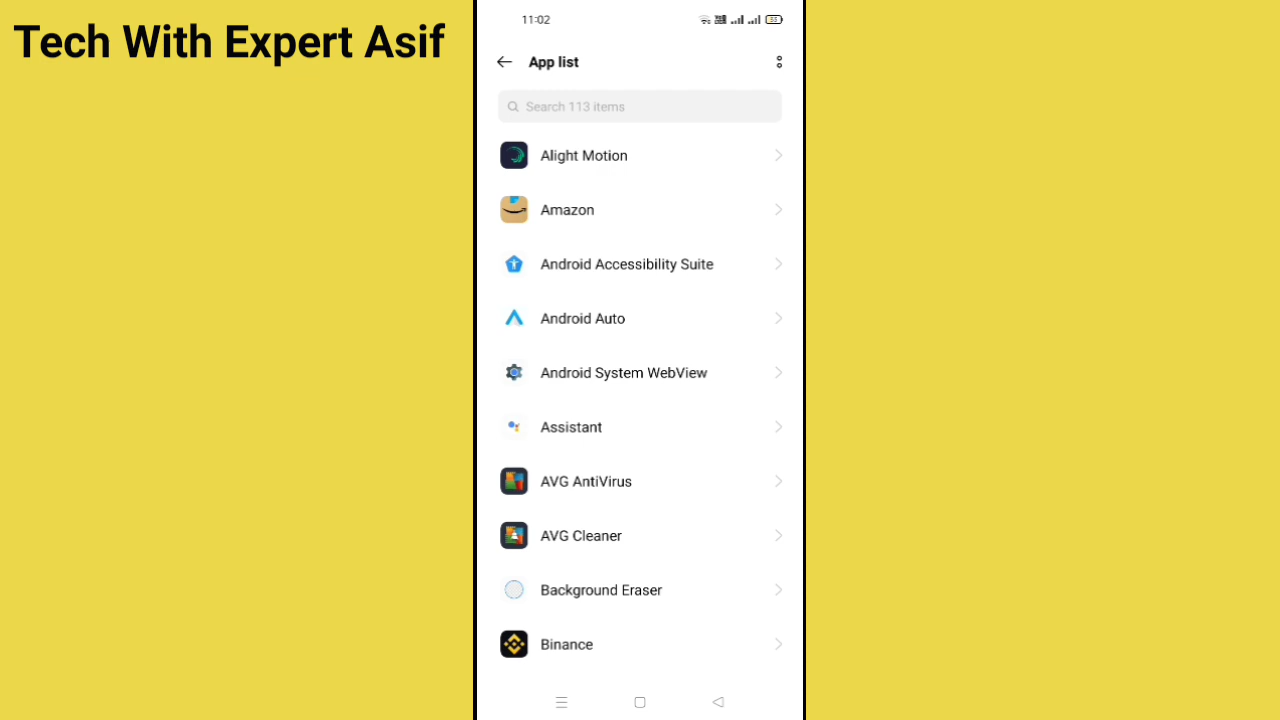 Tech With Expert Asif
11:02
55
App list
Search 113 items
Alight Motion
Amazon
Android Accessibility Suite
Android Auto
Android System WebView
Assistant
AVG AntiVirus
AVG Cleaner
Background Eraser
Binance